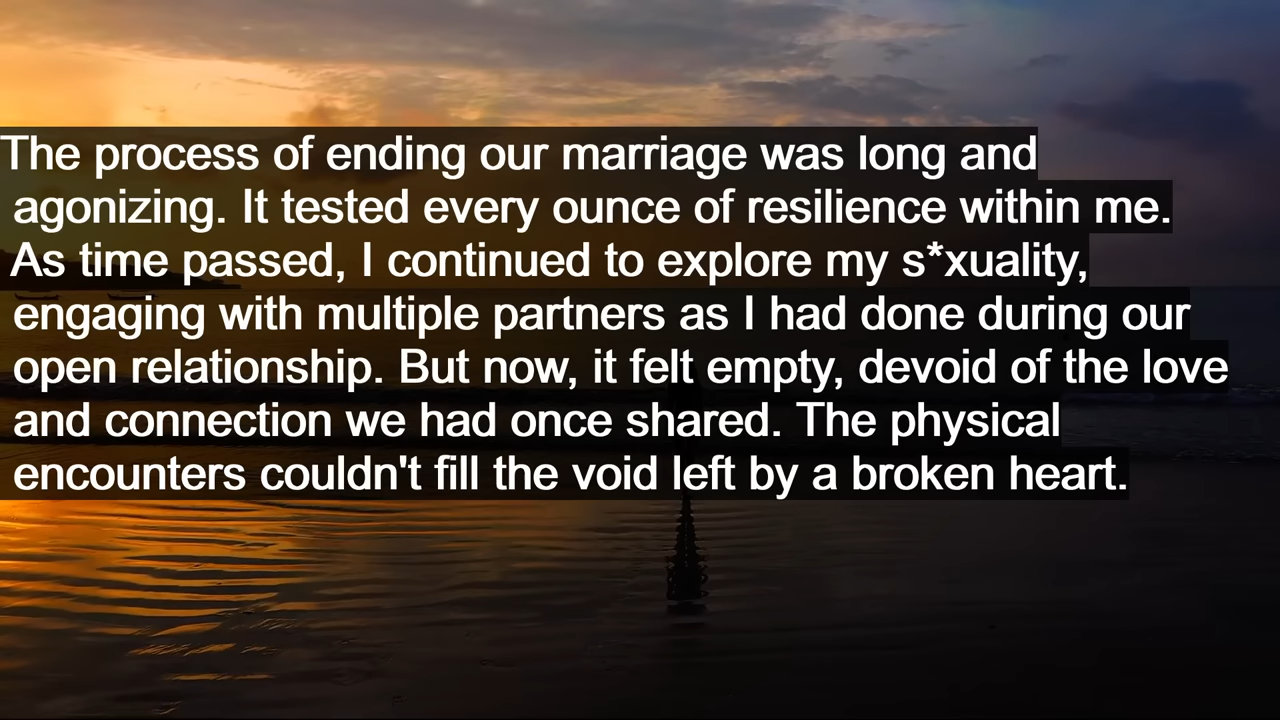 The process of ending our marriage was long and
agonizing. It tested every ounce of resilience within me.
As time passed, I continued to explore my s*xuality,
engaging with multiple partners as I had done during our
open relationship. But now, it felt empty, devoid of the love
and connection we had once shared. The physical
encounters couldn't fill the void left by a broken heart.